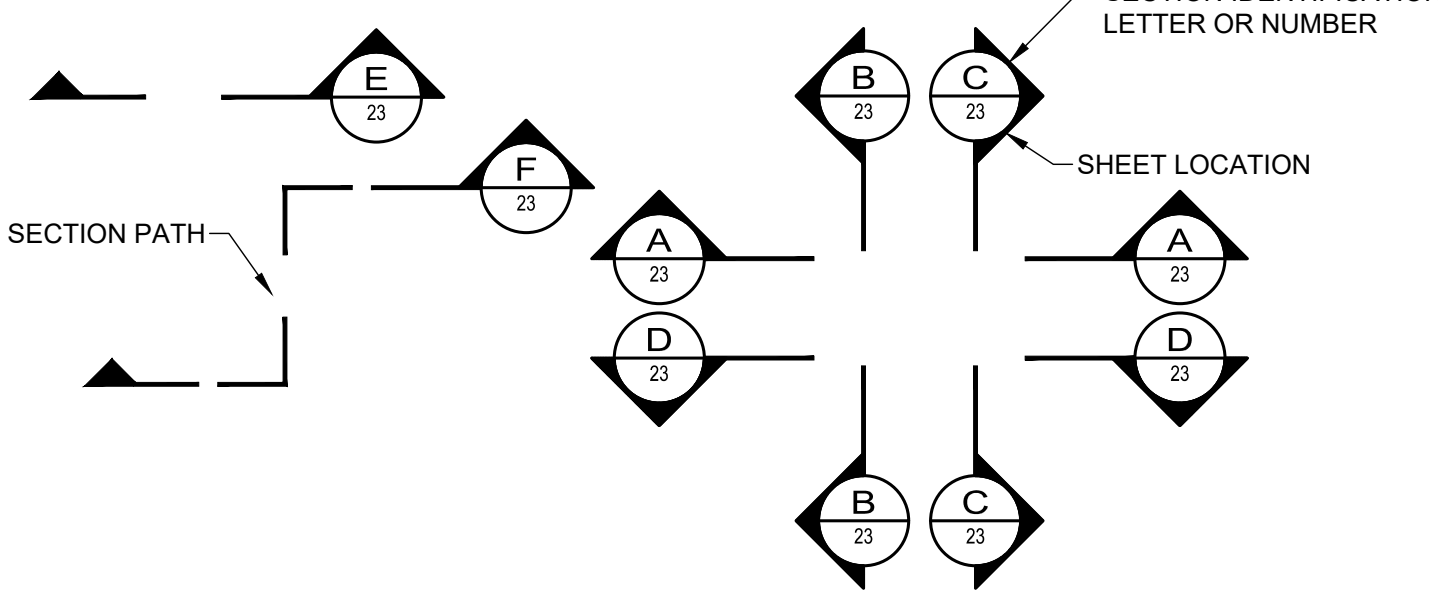 LETTER OR NUMBER
E
23
B
23
C
23
SHEET LOCATION
F
23
SECTION PATH
A
23
A
23
D
23
D
23
B
23
C
23